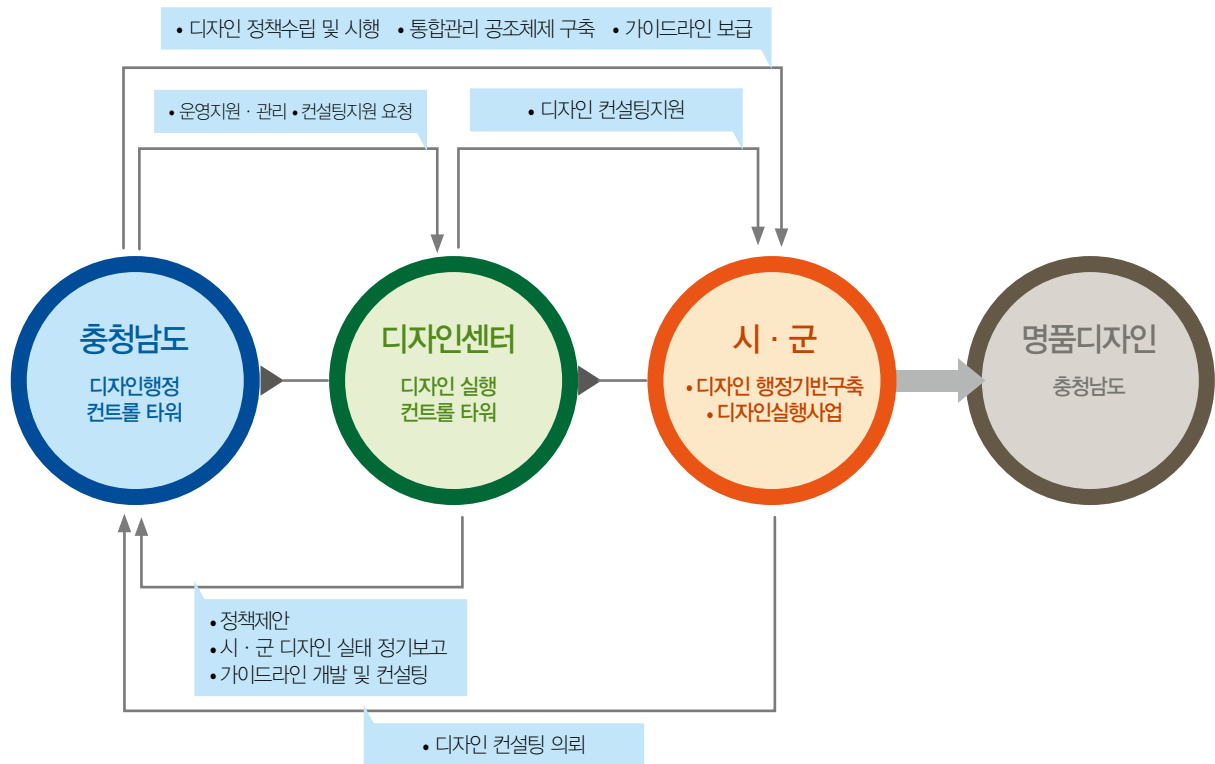 • 디자인 정책수립 및 시행 • 통합관리 공조체제 구축 • 가이드라인 보급
• 운영지원 · 관리 • 컨설팅지원 요청
• 디자인 컨설팅지원
충청남도
디자인행정
컨트롤 타워
디자인센터
디자인 실행
컨트롤 타워
시 · 군
• 디자인 행정기반구축
• 디자인실행사업
명품디자인
충청남도
• 정책제안
• 시 · 군 디자인 실태 정기보고
• 가이드라인 개발 및 컨설팅
• 디자인 컨설팅 의뢰